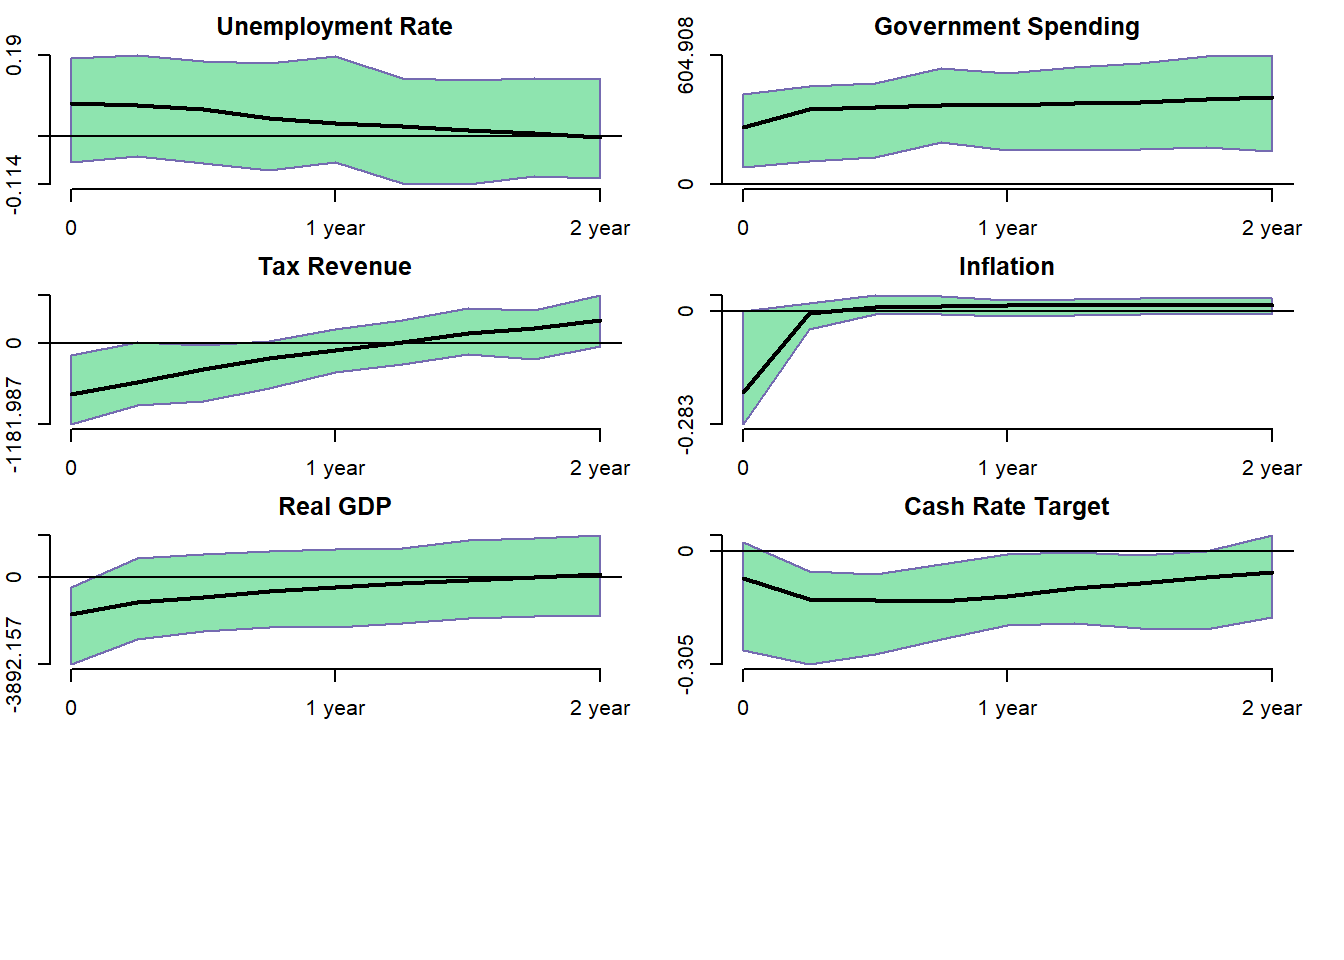 Unemployment Rate
0.19
-0.114
0 1 year 2 year
Government Spending
604.908
0
0 1 year 2 year
Tax Revenue
0
-1181.987
0 1 year 2 year
Inflation
0
-0.283
0 1 year 2 year
Real GDP
0
-3892.157
0 1 year 2 year
Cash Rate Target
0
-0.305
0 1 year 2 year